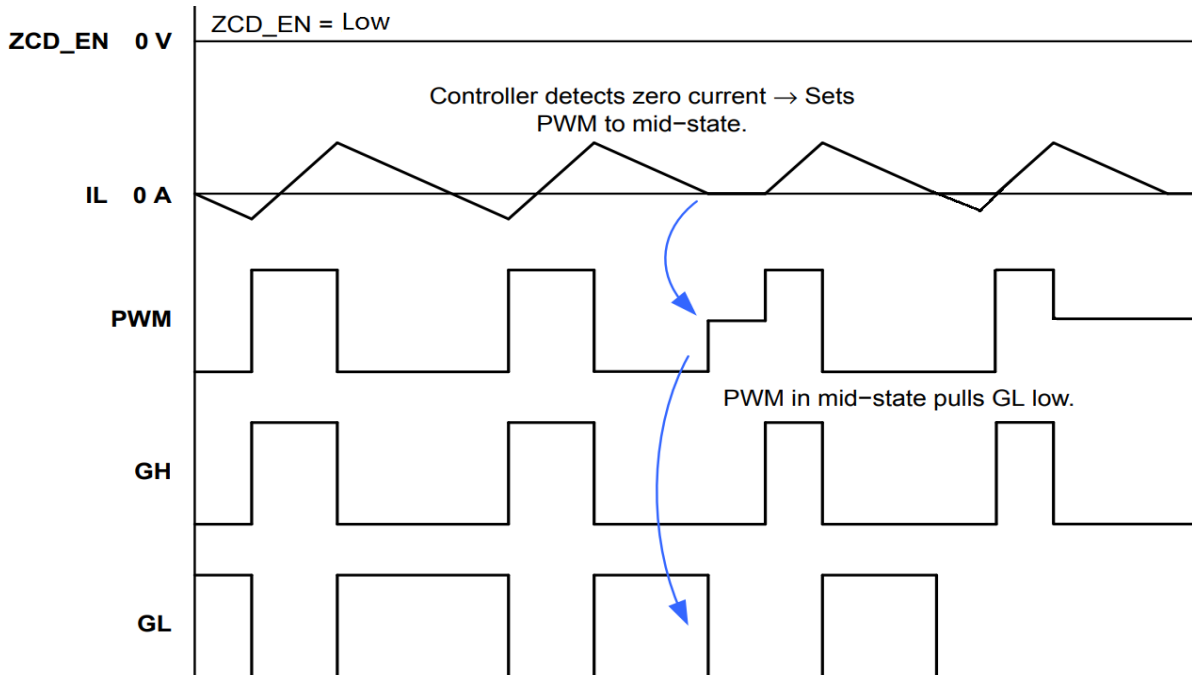 ZCD_EN = Low
ZCD_EN 0 V
Controller detects zero current → Sets
PWM to mid−state.
IL 0 A
PWM
PWM in mid−state pulls GL low.
GH
GL